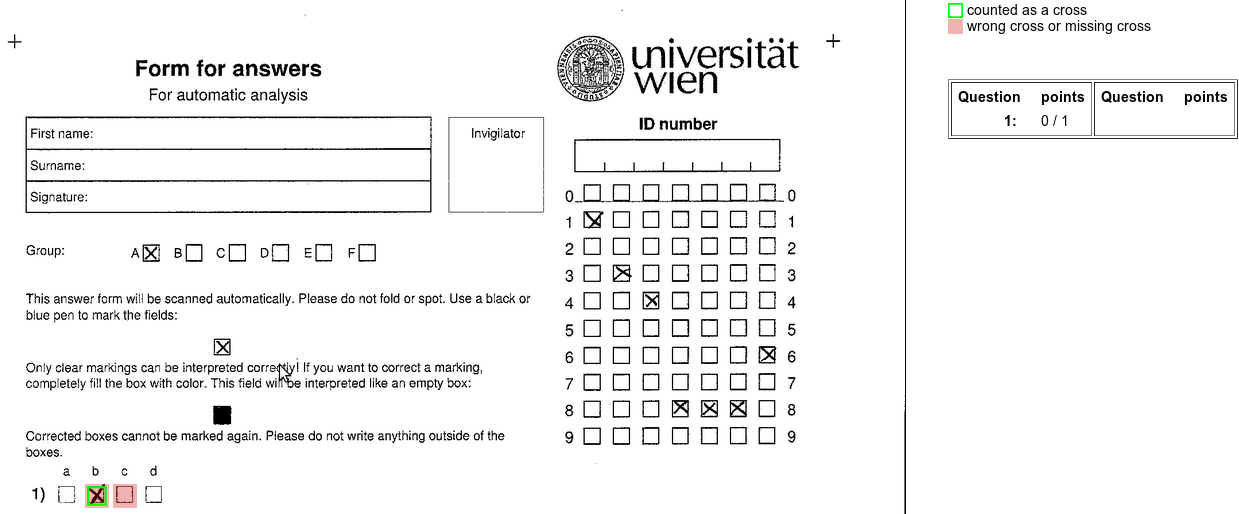 counted as a cross
wrong cross or missing cross
Form for answers
For automatic analysis
universität
wien
First name:
Surname:
Signature:
Invigilator
ID number
Question points Question points
1: 0 / 1
0 0
1 1
2 2
3 3
4 4
5 5
6 6
7 7
8 8
9 9
Group: A B C D E F
This answer form will be scanned automatically. Please do not fold or spot. Use a black or
blue pen to mark the fields:
Only clear markings can be interpreted correctly! If you want to correct a marking,
completely fill the box with color. This field will be interpreted like an empty box:
Corrected boxes cannot be marked again. Please do not write anything outside of the
boxes.
a b c d
1)